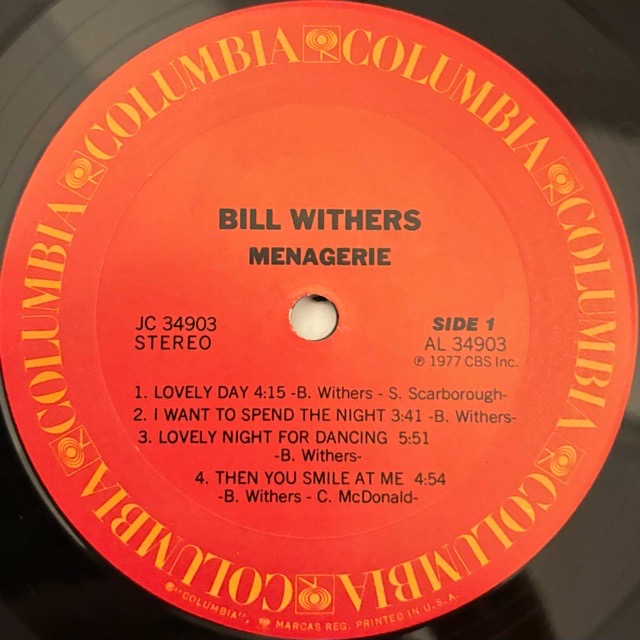 COLUMBIA COLUMBIA COLUMBIA COLUMBIA COLUMBIA COLUMBIA COLUMBIA COLUMBIA
BILL WITHERS
MENAGERIE
JC 34903
STEREO
SIDE 1
AL 34903
℗ 1977 CBS Inc.
1. LOVELY DAY 4:15 -B. Withers - S. Scarborough-
2. I WANT TO SPEND THE NIGHT 3:41 -B. Withers-
3. LOVELY NIGHT FOR DANCING 5:51
-B. Withers-
4. THEN YOU SMILE AT ME 4:54
-B. Withers - C. McDonald-
®"COLUMBIA", MARCAS REG. PRINTED IN U.S.A.